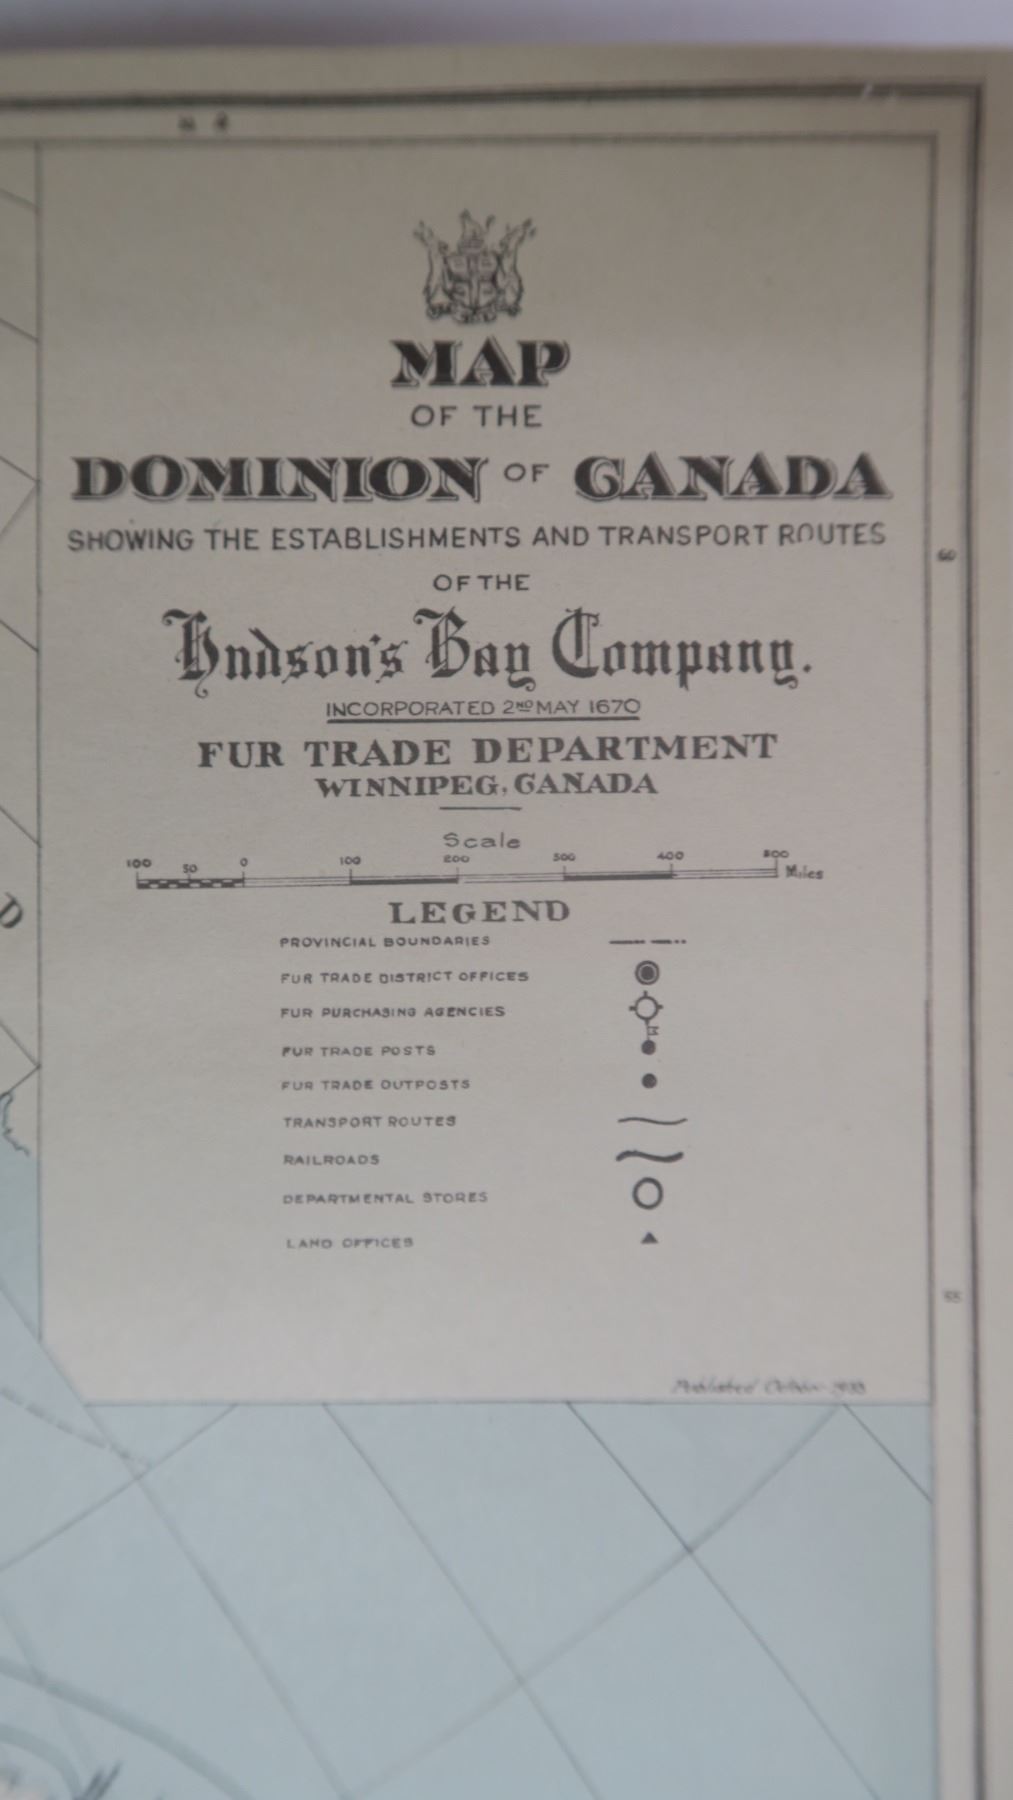 MAP
OF THE
DOMINION OF CANADA
SHOWING THE ESTABLISHMENTS AND TRANSPORT ROUTES
OF THE
Hudson's Bay Company.
INCORPORATED 2ND MAY 1670
FUR TRADE DEPARTMENT
WINNIPEG, CANADA
Scale
100 50 0 100 200 300 400 500 Miles
LEGEND
PROVINCIAL BOUNDARIES
FUR TRADE DISTRICT OFFICES
FUR PURCHASING AGENCIES
FUR TRADE POSTS
FUR TRADE OUTPOSTS
TRANSPORT ROUTES
RAILROADS
DEPARTMENTAL STORES
LAND OFFICES
Published
60
55
D